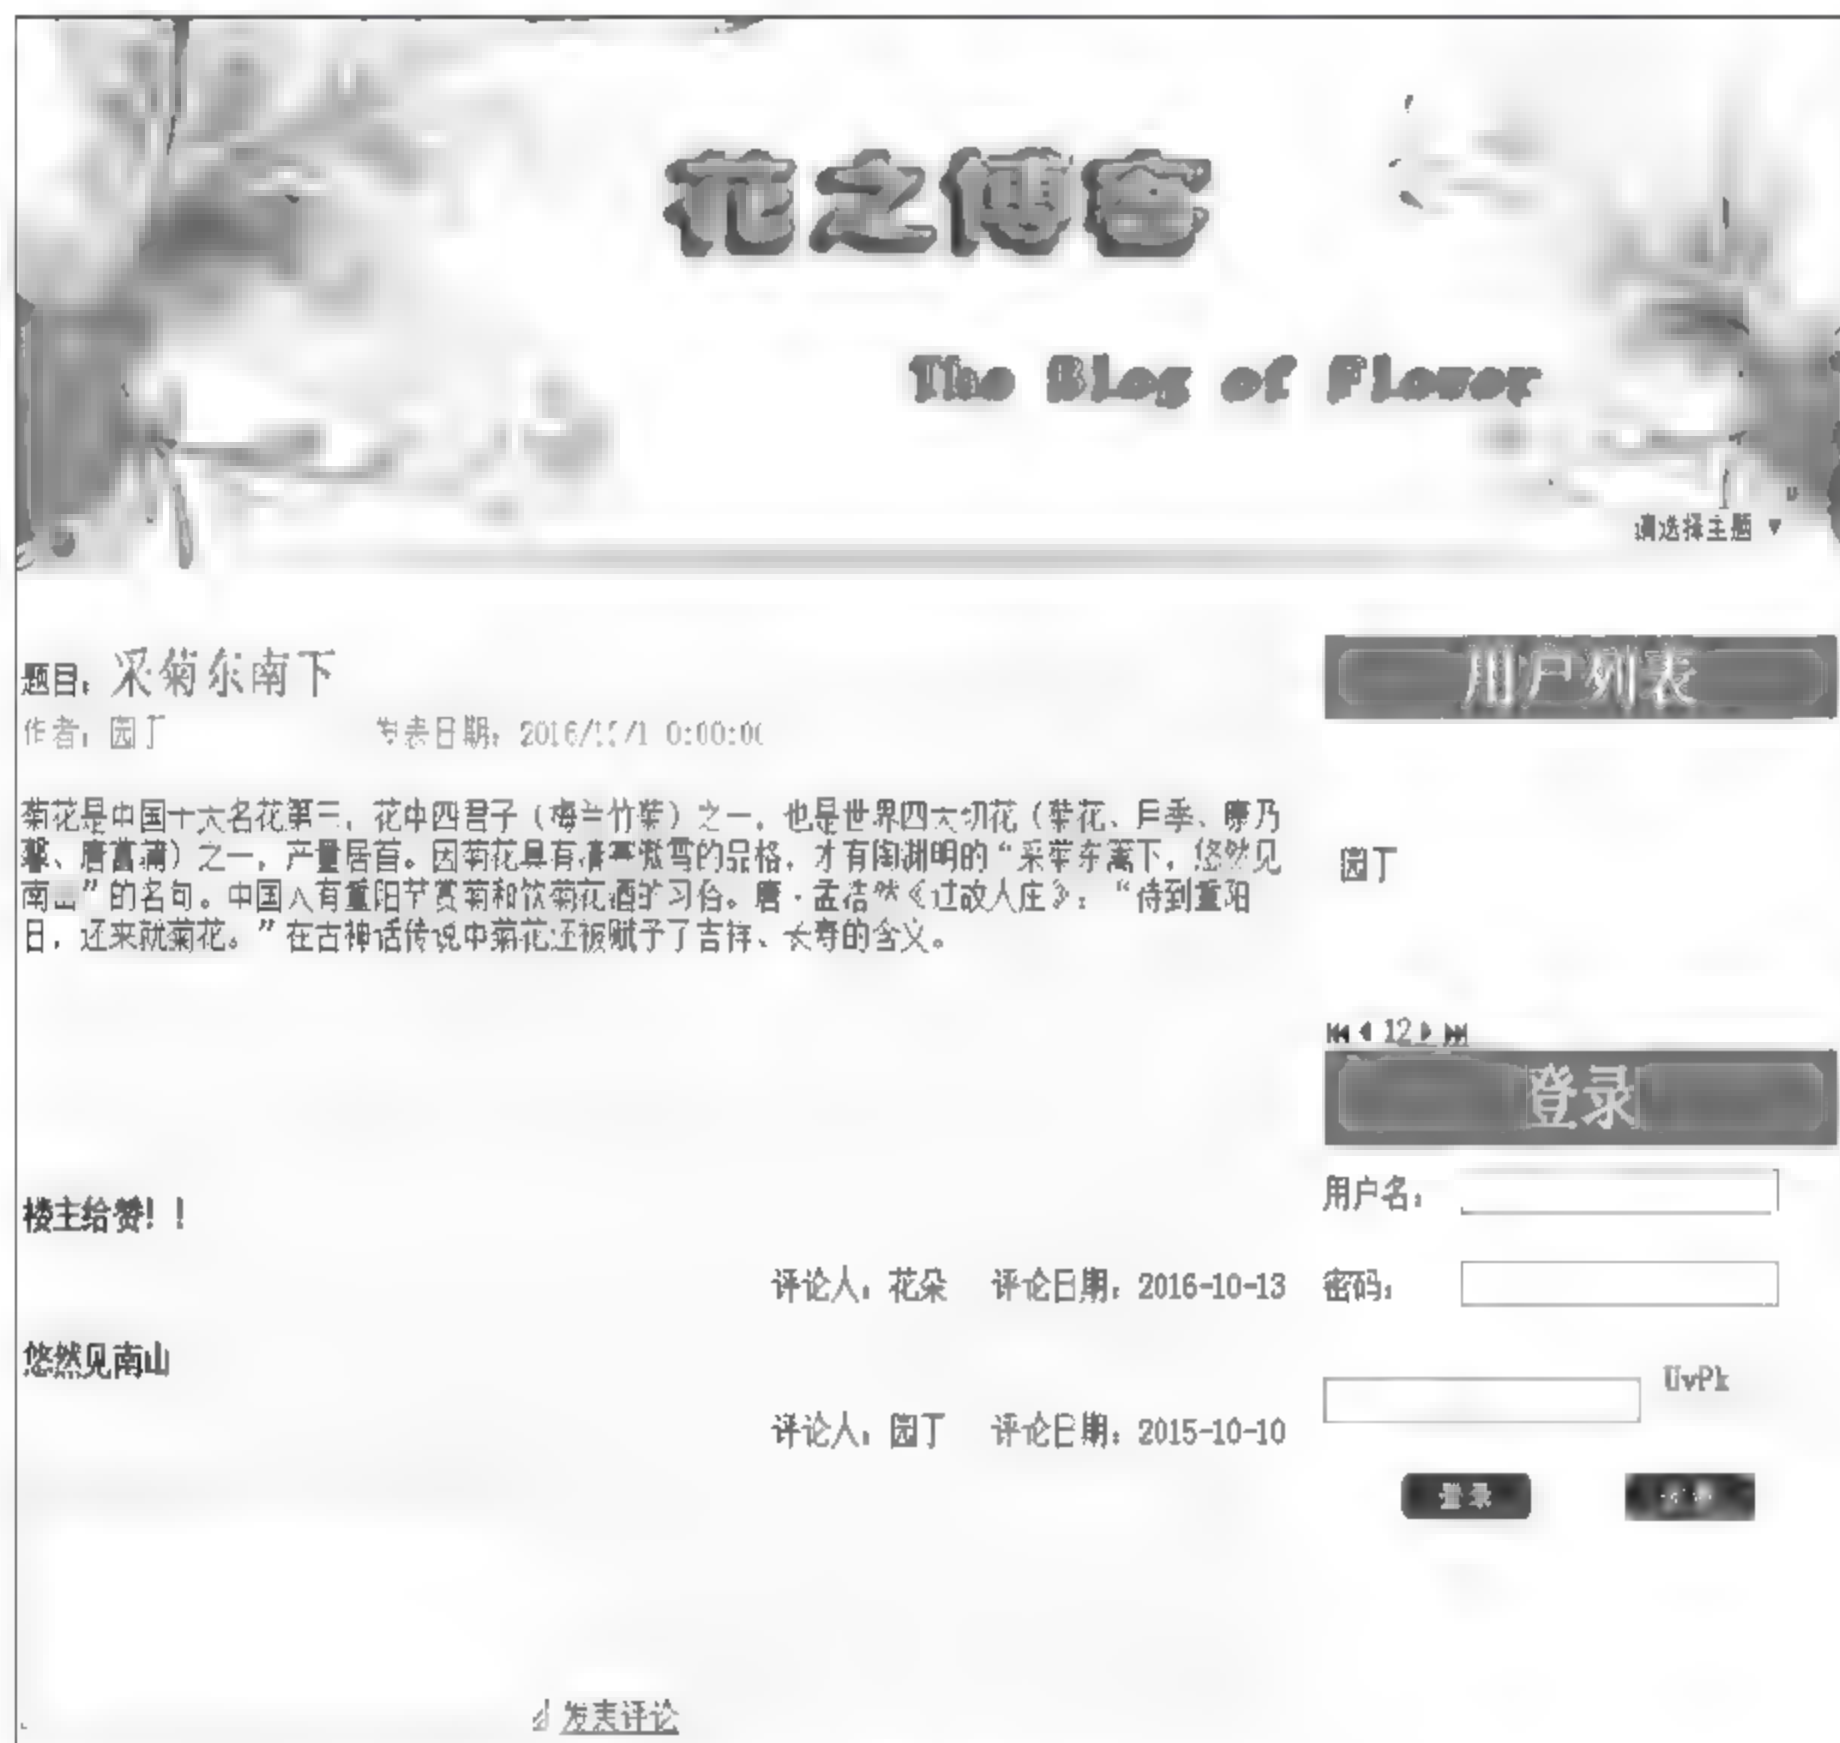 花之博客
The Blog of Flower
请选择主题 ▼
题目：采菊东南下
作者：园丁 发表日期：
菊花是中国十大名花第三，花中四君子（梅兰竹菊）之一，也是世界四大切花（菊花、月季、康乃
馨、唐菖蒲）之一，产量居首。因菊花具有清寒傲雪的品格，才有陶渊明的“采菊东篱下，悠然见
南山”的名句。中国人有重阳节赏菊和饮菊花酒的习俗。唐·孟浩然《过故人庄》：“待到重阳
日，还来就菊花。”在古神话传说中菊花还被赋予了吉祥、长寿的含义。
楼主给赞！！
评论人：花朵 评论日期：2016-10-13
悠然见南山
评论人：园丁 评论日期：2015-10-10
发表评论
用户列表
园丁
12
登录
用户名：
密码：
UvPk
登录